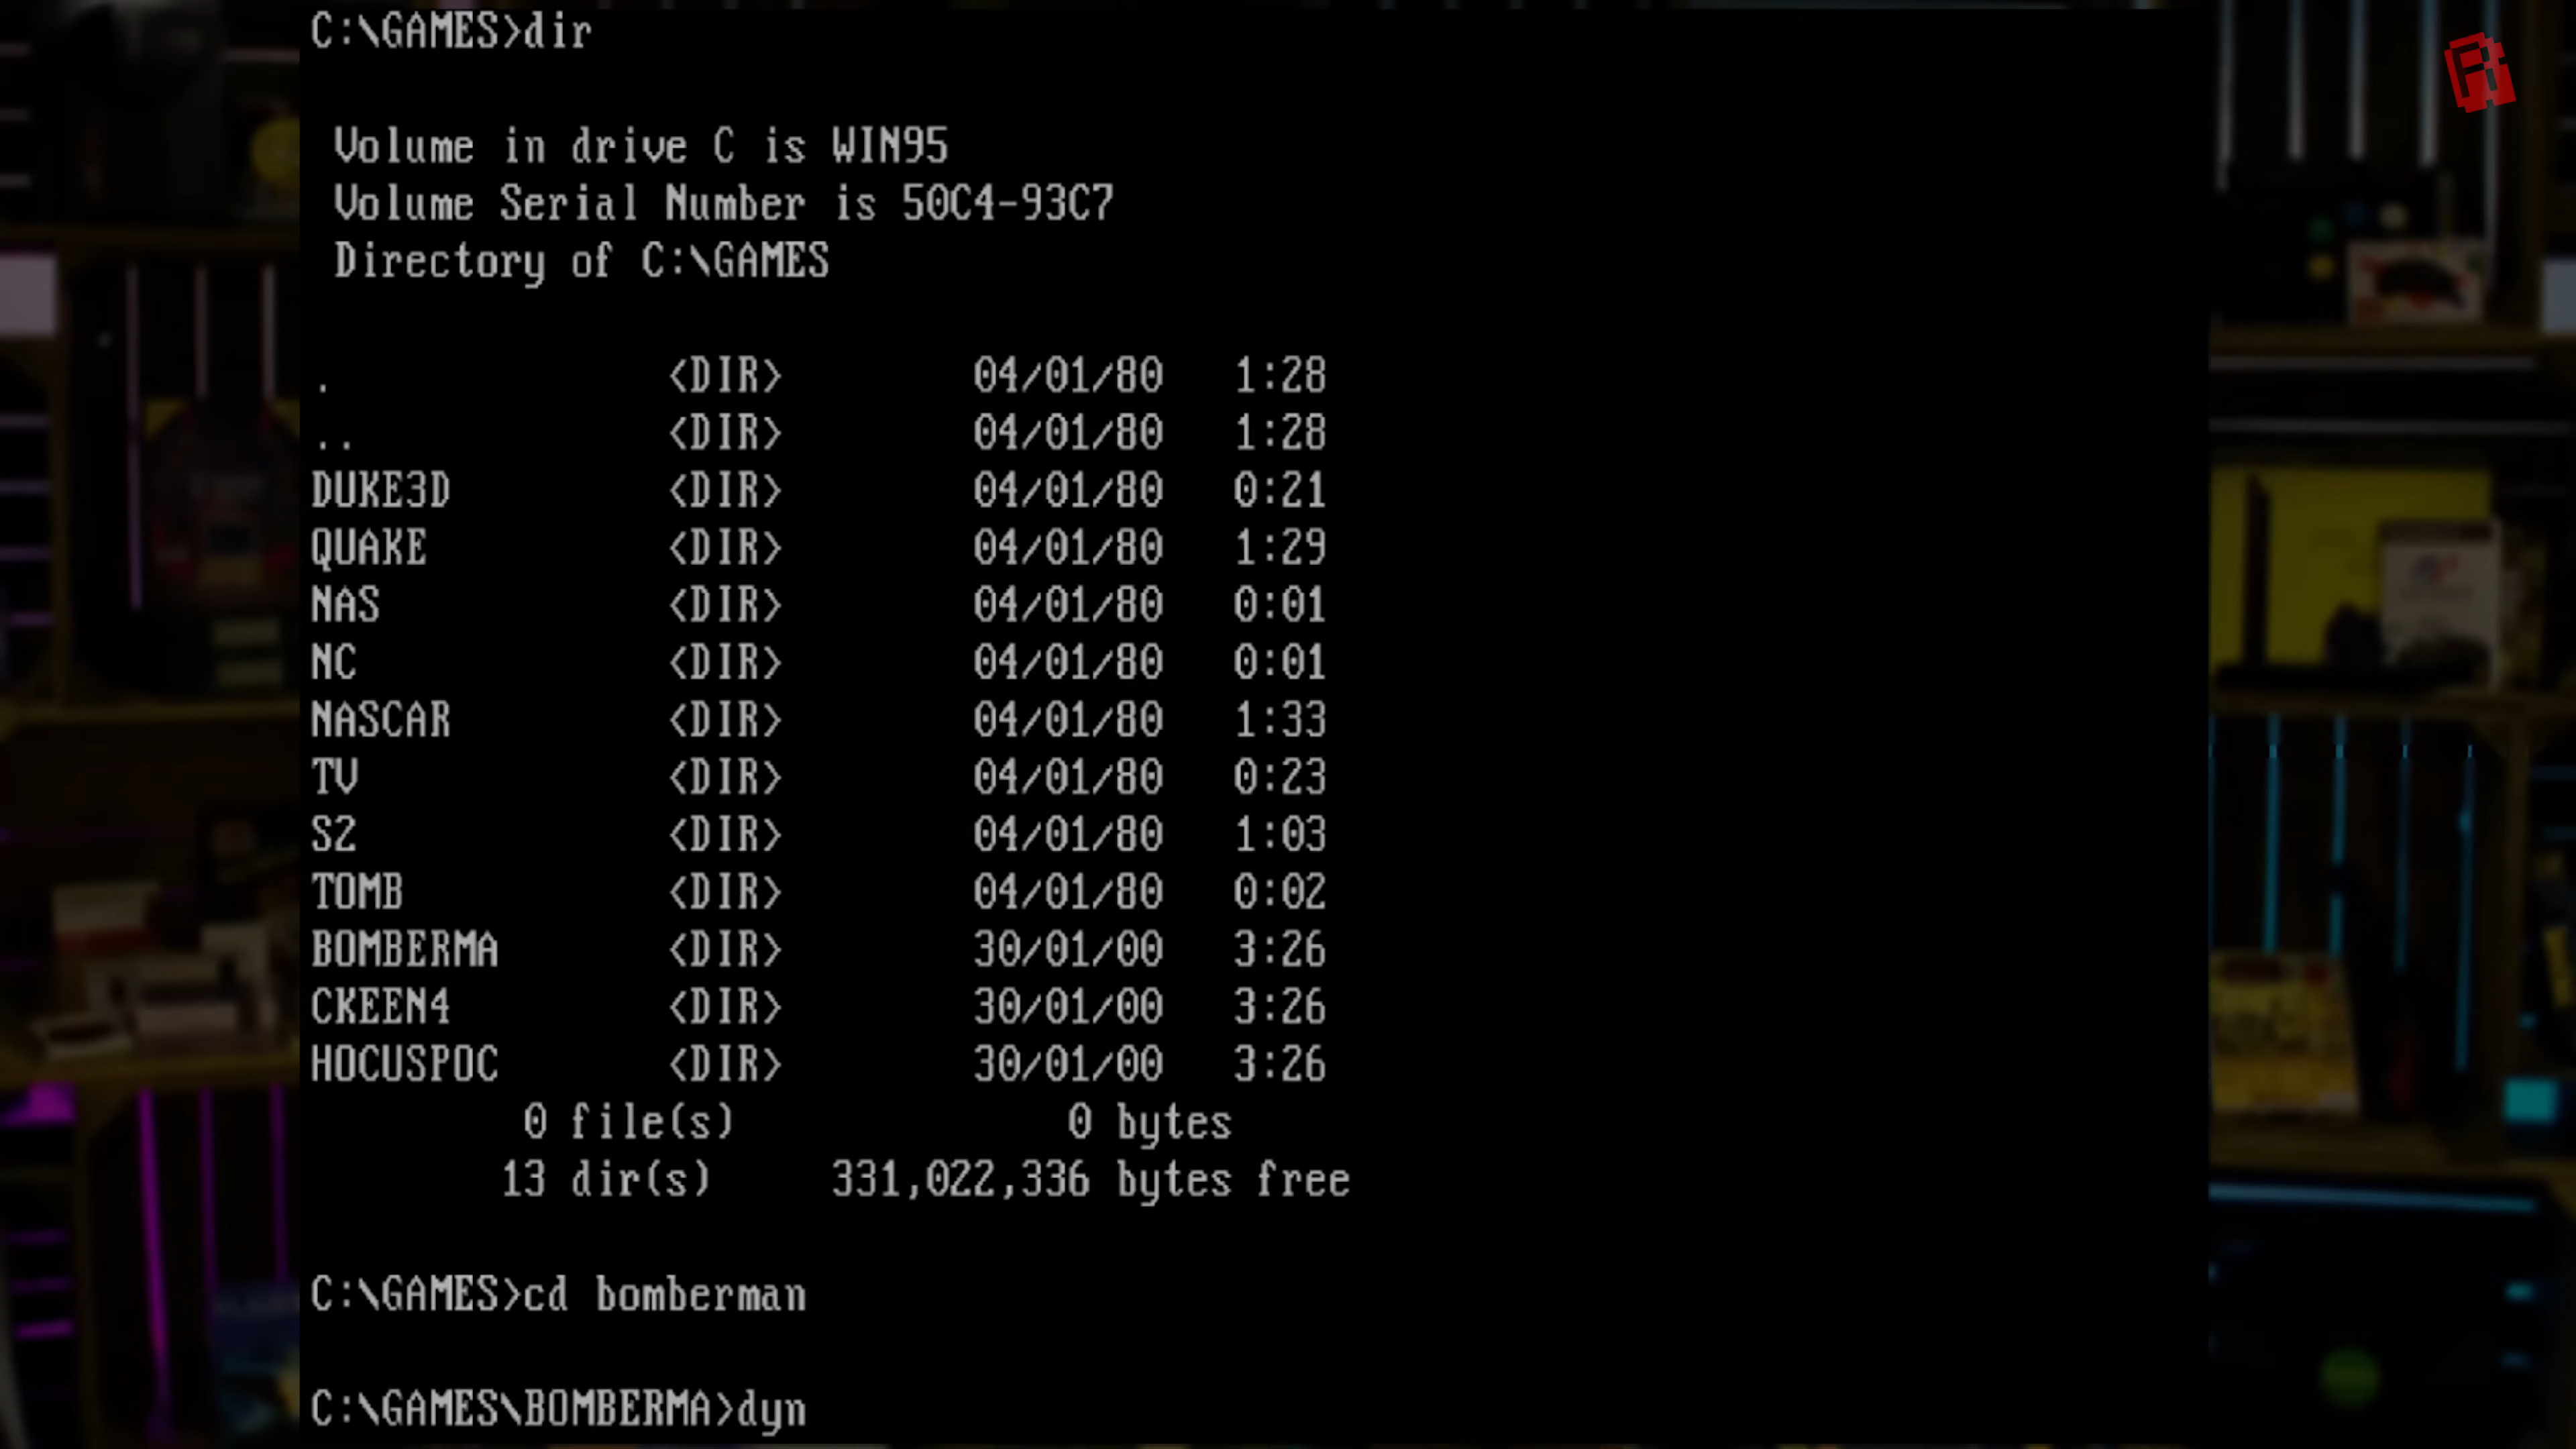 C:\GAMES>dir
Volume in drive C is WIN95
Volume Serial Number is 50C4-93C7
Directory of C:\GAMES
. <DIR> 04/01/80 1:28
.. <DIR> 04/01/80 1:28
DUKE3D <DIR> 04/01/80 0:21
QUAKE <DIR> 04/01/80 1:29
NAS <DIR> 04/01/80 0:01
NC <DIR> 04/01/80 0:01
NASCAR <DIR> 04/01/80 1:33
TV <DIR> 04/01/80 0:23
S2 <DIR> 04/01/80 1:03
TOMB <DIR> 04/01/80 0:02
BOMBERMA <DIR> 30/01/00 3:26
CKEEN4 <DIR> 30/01/00 3:26
HOCUSPOC <DIR> 30/01/00 3:26
0 file(s) 0 bytes
13 dir(s) 331,022,336 bytes free
C:\GAMES>cd bomberman
C:\GAMES\BOMBERMA>dyn